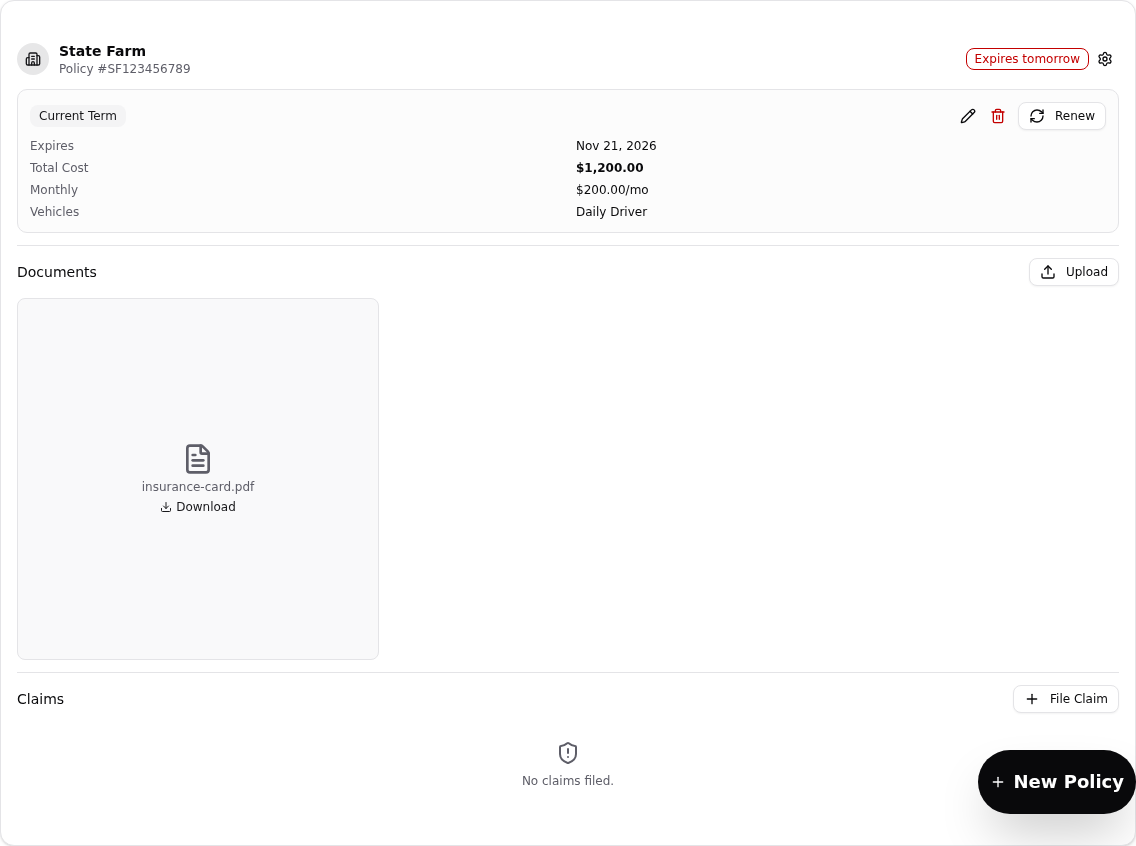 State Farm
Policy #SF123456789
Expires tomorrow
Current Term
Renew
Expires
Nov 21, 2026
Total Cost
$1,200.00
Monthly
$200.00/mo
Vehicles
Daily Driver
Documents
Upload
insurance-card.pdf
Download
Claims
File Claim
No claims filed.
New Policy